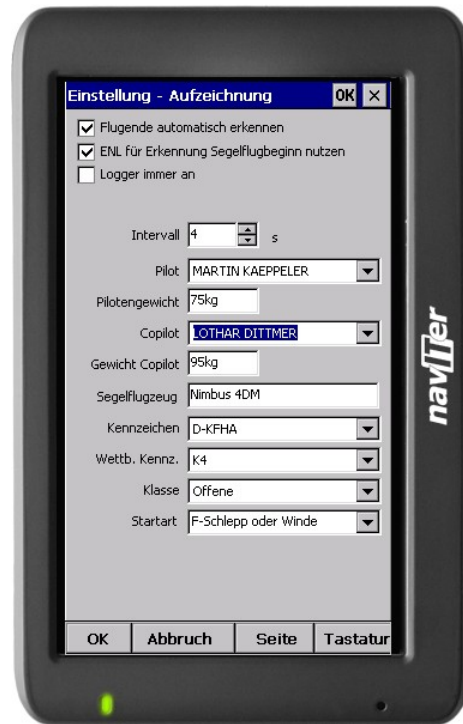 Einstellung - Aufzeichnung OK ×
Flugende automatisch erkennen
ENL für Erkennung Segelflugbeginn nutzen
Logger immer an
Intervall 4 s
Pilot MARTIN KAEPPELER
Pilotengewicht 75kg
Copilot LOTHAR DITTMER
Gewicht Copilot 95kg
Segelflugzeug Nimbus 4DM
Kennzeichen D-KFHA
Wettb. Kennz. K4
Klasse Offene
Startart F-Schlepp oder Winde
OK Abbruch Seite Tastatur
naviter